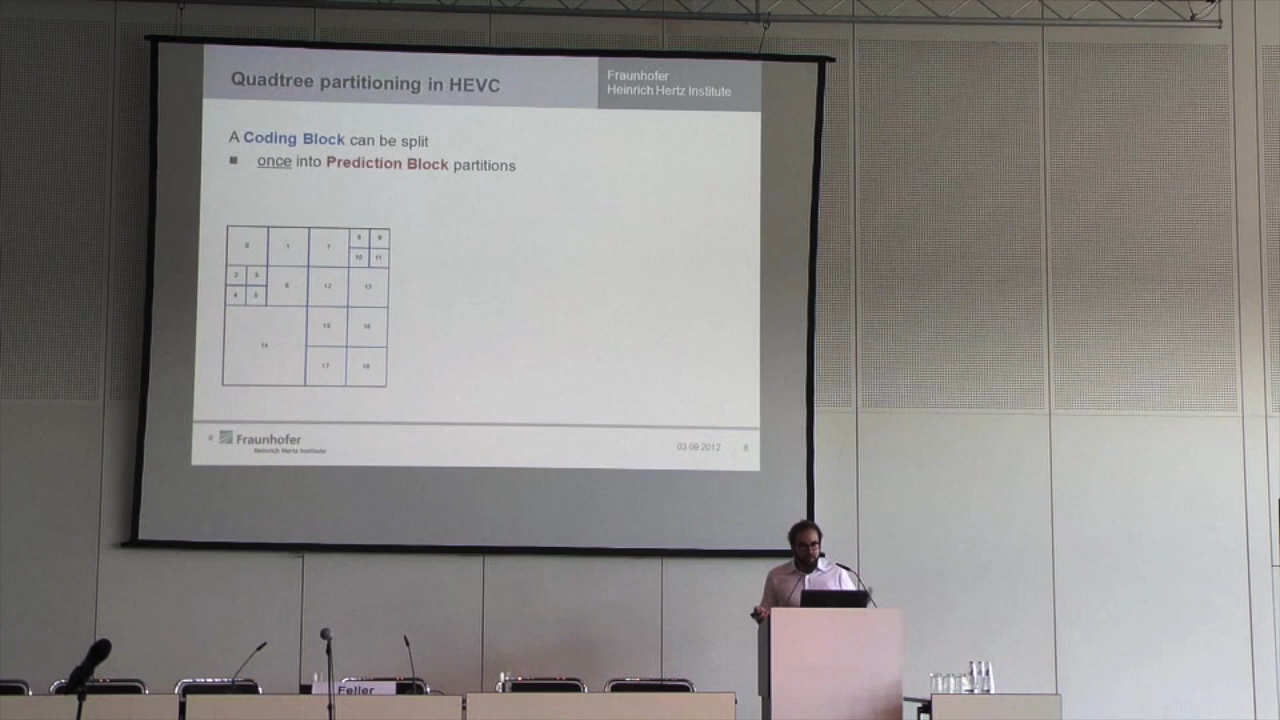 Quadtree partitioning in HEVC
Fraunhofer
Heinrich Hertz Institute
A Coding Block can be split
once into Prediction Block partitions
0 1 7 8 9
10 11
2 3
6 12 13
4 5
15 16
14
17 18
Fraunhofer
Heinrich Hertz Institute
03.09.2012 8
Feller